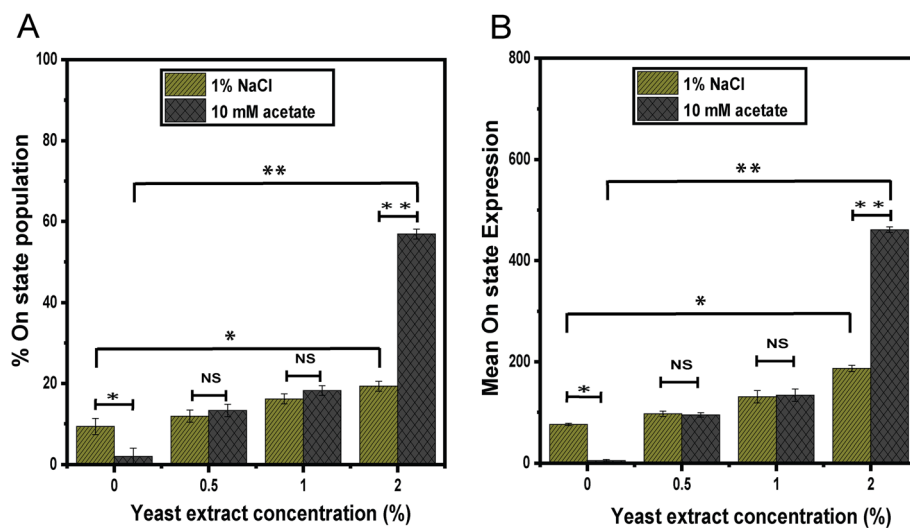 A
% On state population
100
80
60
40
20
0
1% NaCl
10 mM acetate
**
**
*
*
NS
NS
0
0.5
1
2
Yeast extract concentration (%)
B
Mean On state Expression
800
600
400
200
0
1% NaCl
10 mM acetate
**
**
*
*
NS
NS
0
0.5
1
2
Yeast extract concentration (%)